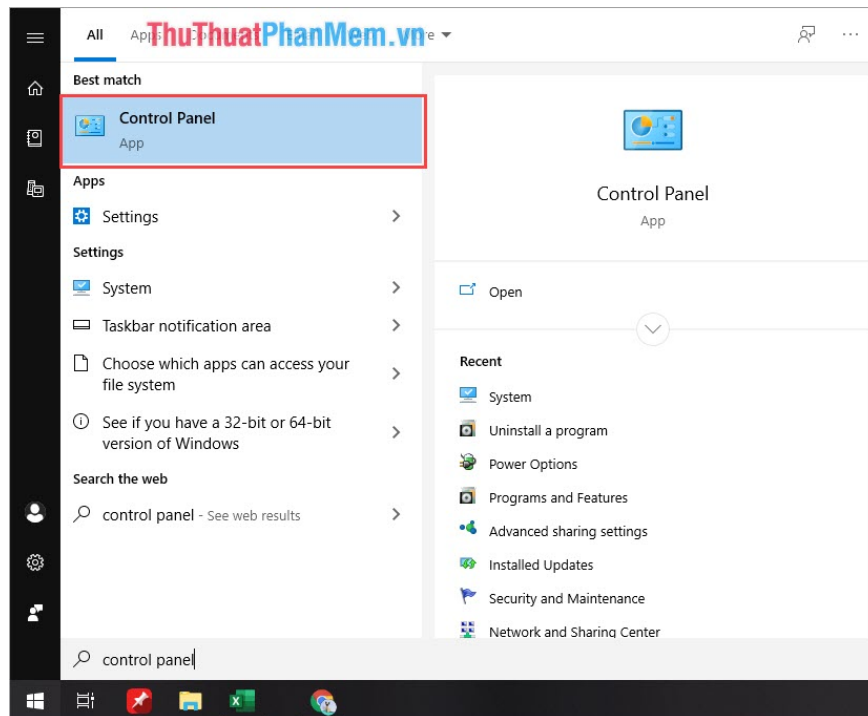 All
ThuThuatPhanMem.vn
Best match
Control Panel
App
Apps
Settings
Settings
System
Taskbar notification area
Choose which apps can access your
file system
See if you have a 32-bit or 64-bit
version of Windows
Search the web
control panel - See web results
control panel
Control Panel
App
Open
Recent
System
Uninstall a program
Power Options
Programs and Features
Advanced sharing settings
Installed Updates
Security and Maintenance
Network and Sharing Center